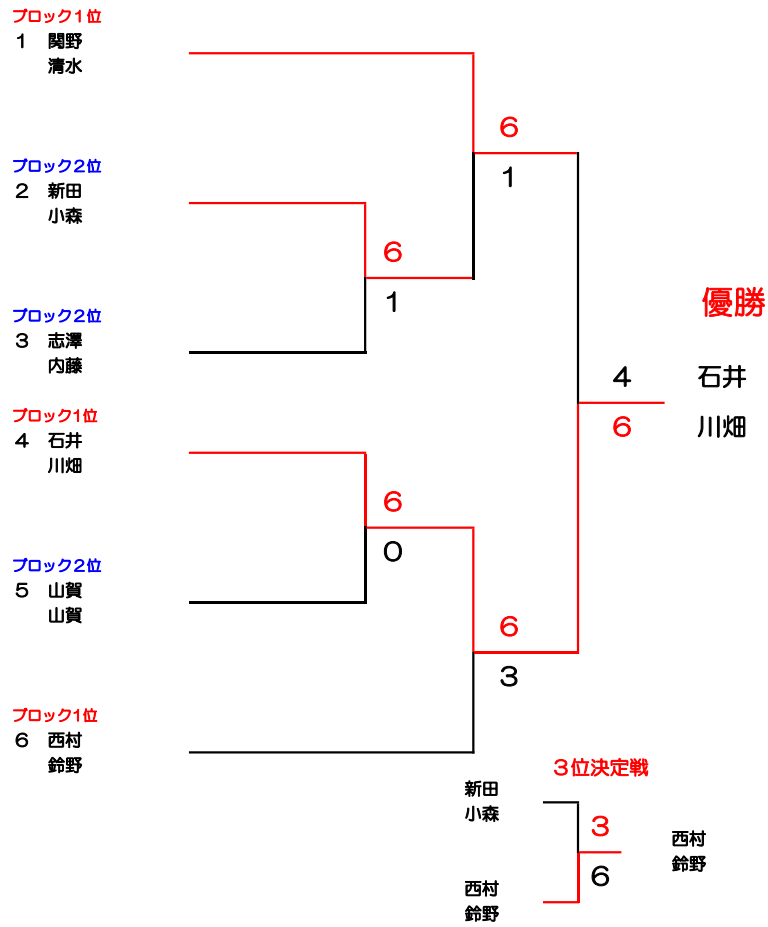 ブロック１位
1 関野
清水
6
1
ブロック２位
2 新田
小森
6
1
ブロック２位
3 志澤
内藤
優勝
4 石井
6 川畑
ブロック1位
4 石井
川畑
6
0
ブロック２位
5 山賀
山賀
6
3
ブロック1位
6 西村
鈴野
３位決定戦
新田
小森
3
6
西村
鈴野
西村
鈴野